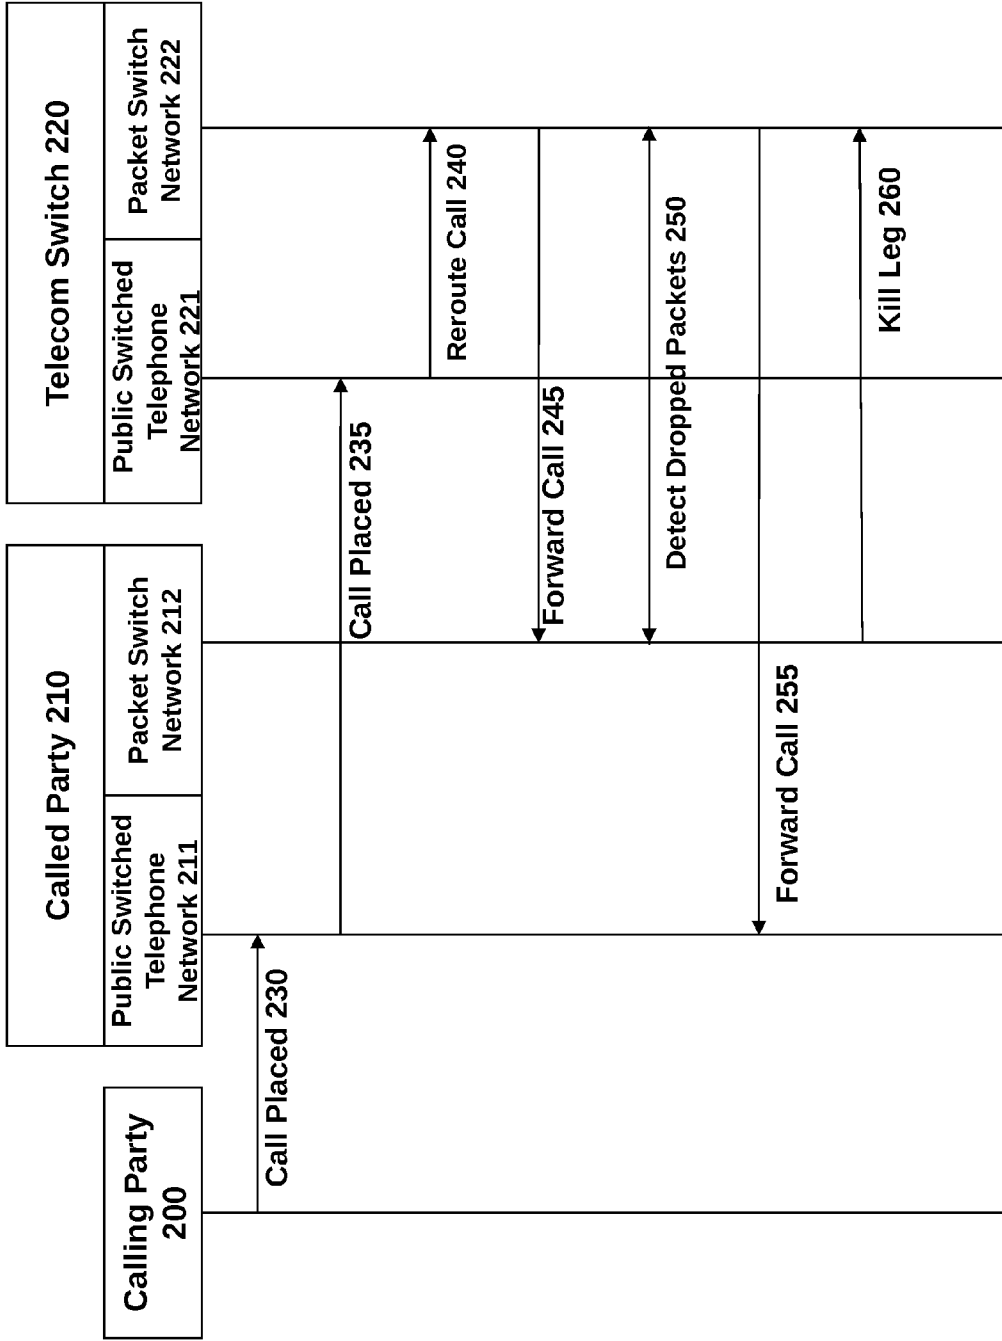 Calling Party
200
Called Party 210
Public Switched
Telephone
Network 211
Packet Switch
Network 212
Telecom Switch 220
Public Switched
Telephone
Network 221
Packet Switch
Network 222
Call Placed 230
Call Placed 235
Reroute Call 240
Forward Call 245
Detect Dropped Packets 250
Forward Call 255
Kill Leg 260